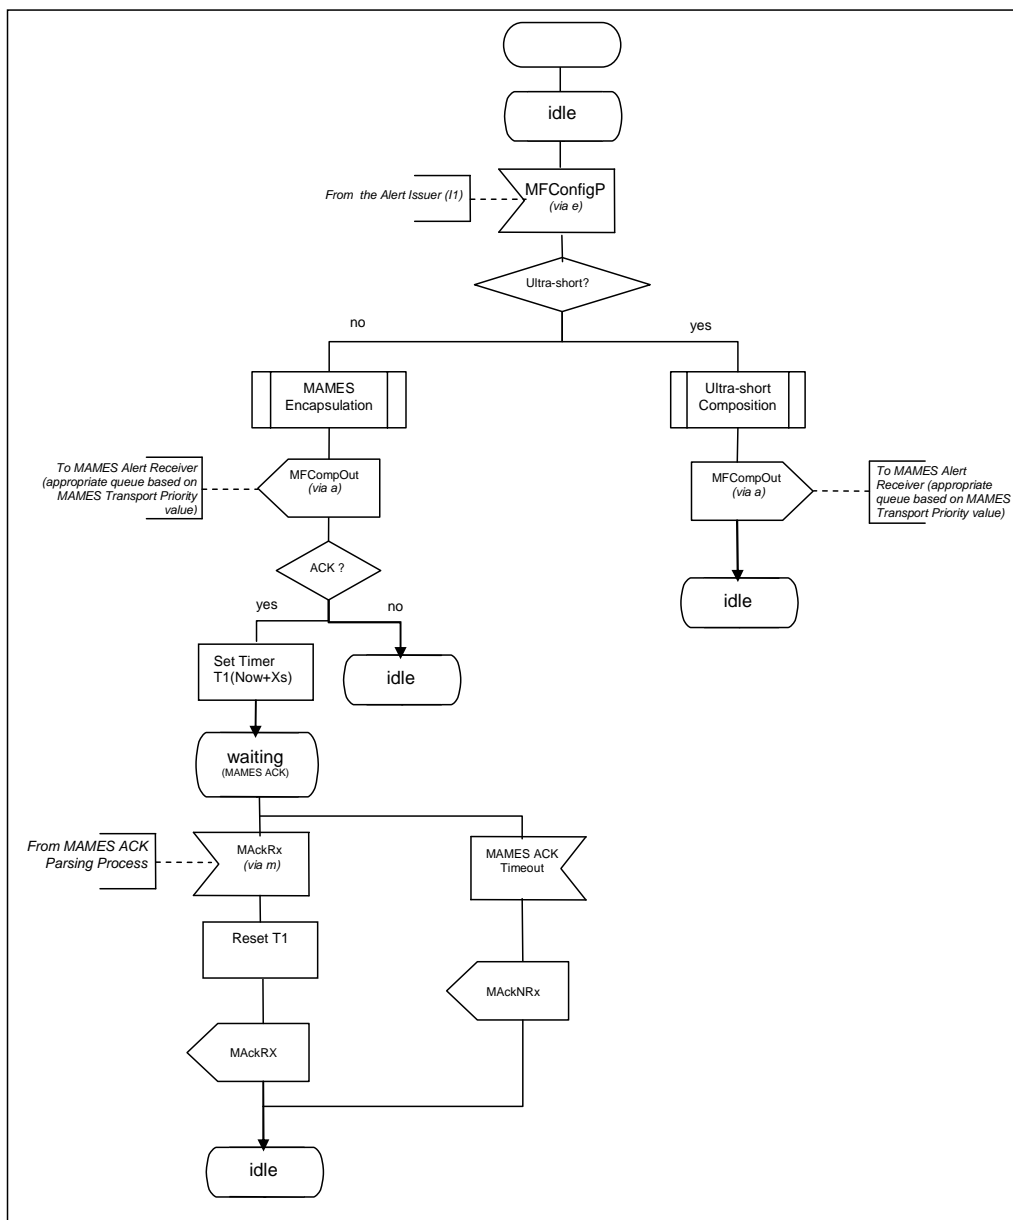 idle
From the Alert Issuer (I1)
MFConfigP
(via e)
Ultra-short?
no
yes
MAMES
Encapsulation
Ultra-short
Composition
To MAMES Alert Receiver
(appropriate queue based on
MAMES Transport Priority
value)
MFCompOut
(via a)
MFCompOut
(via a)
To MAMES Alert
Receiver (appropriate
queue based on MAMES
Transport Priority value)
ACK ?
idle
yes
no
Set Timer
T1(Now+Xs)
idle
waiting
(MAMES ACK)
From MAMES ACK
Parsing Process
MAckRx
(via m)
MAMES ACK
Timeout
Reset T1
MAckNRx
MAckRX
idle